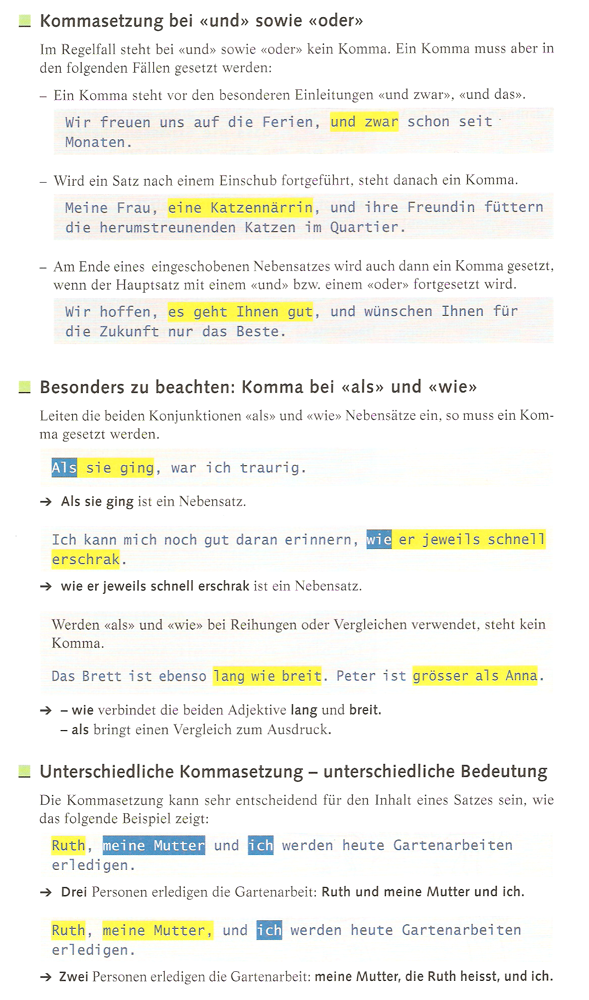 Kommasetzung bei «und» sowie «oder»
Im Regelfall steht bei «und» sowie «oder» kein Komma. Ein Komma muss aber in
den folgenden Fällen gesetzt werden:
– Ein Komma steht vor den besonderen Einleitungen «und zwar», «und das».
Wir freuen uns auf die Ferien, und zwar schon seit
Monaten.
– Wird ein Satz nach einem Einschub fortgeführt, steht danach ein Komma.
Meine Frau, eine Katzennärrin, und ihre Freundin füttern
die herumstreunenden Katzen im Quartier.
– Am Ende eines eingeschobenen Nebensatzes wird auch dann ein Komma gesetzt,
wenn der Hauptsatz mit einem «und» bzw. einem «oder» fortgesetzt wird.
Wir hoffen, es geht Ihnen gut, und wünschen Ihnen für
die Zukunft nur das Beste.
Besonders zu beachten: Komma bei «als» und «wie»
Leiten die beiden Konjunktionen «als» und «wie» Nebensätze ein, so muss ein Kom-
ma gesetzt werden.
Als sie ging, war ich traurig.
→ Als sie ging ist ein Nebensatz.
Ich kann mich noch gut daran erinnern, wie er jeweils schnell
erschrak.
→ wie er jeweils schnell erschrak ist ein Nebensatz.
Werden «als» und «wie» bei Reihungen oder Vergleichen verwendet, steht kein
Komma.
Das Brett ist ebenso lang wie breit. Peter ist grösser als Anna.
→ – wie verbindet die beiden Adjektive lang und breit.
– als bringt einen Vergleich zum Ausdruck.
Unterschiedliche Kommasetzung – unterschiedliche Bedeutung
Die Kommasetzung kann sehr entscheidend für den Inhalt eines Satzes sein, wie
das folgende Beispiel zeigt:
Ruth, meine Mutter und ich werden heute Gartenarbeiten
erledigen.
→ Drei Personen erledigen die Gartenarbeit: Ruth und meine Mutter und ich.
Ruth, meine Mutter, und ich werden heute Gartenarbeiten
erledigen.
→ Zwei Personen erledigen die Gartenarbeit: meine Mutter, die Ruth heisst, und ich.